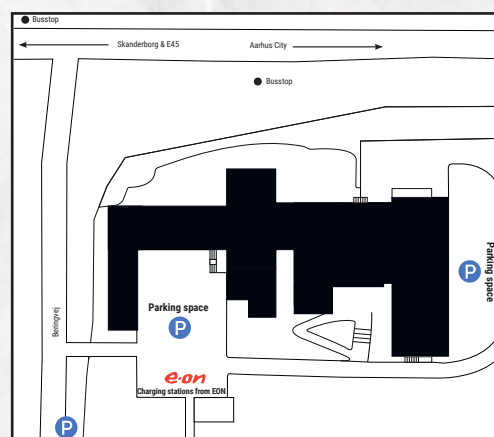 Busstop
Skanderborg & E45
Aarhus City
Busstop
Parking space
P
Beringvej
Parking space
P
e·on
Charging stations from EON
P